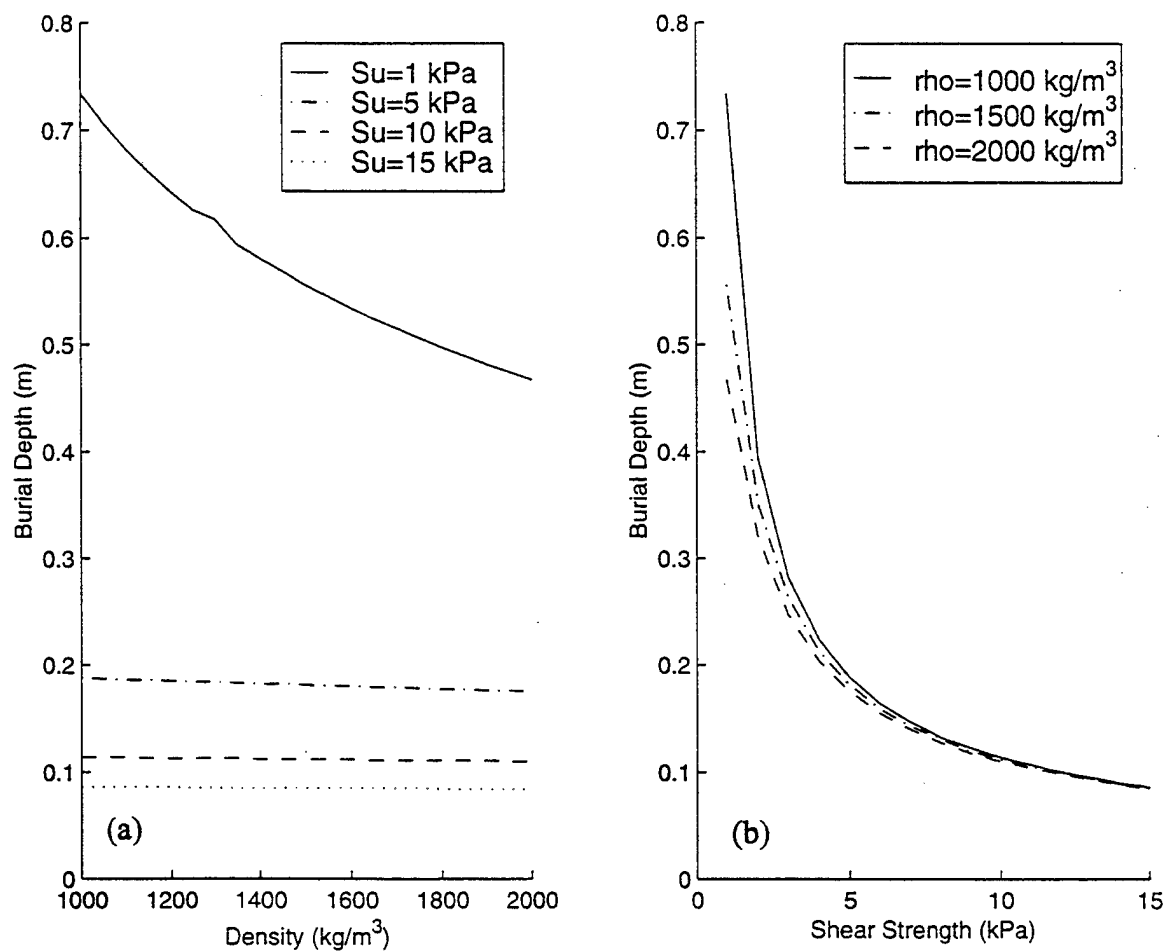 0.8
0.7
0.6
0.5
0.4
0.3
0.2
0.1
0
Burial Depth (m)
Su=1 kPa
Su=5 kPa
Su=10 kPa
Su=15 kPa
(a)
1000 1200 1400 1600 1800 2000
Density (kg/m³)
0.8
0.7
0.6
0.5
0.4
0.3
0.2
0.1
0
Burial Depth (m)
rho=1000 kg/m³
rho=1500 kg/m³
rho=2000 kg/m³
(b)
0 5 10 15
Shear Strength (kPa)